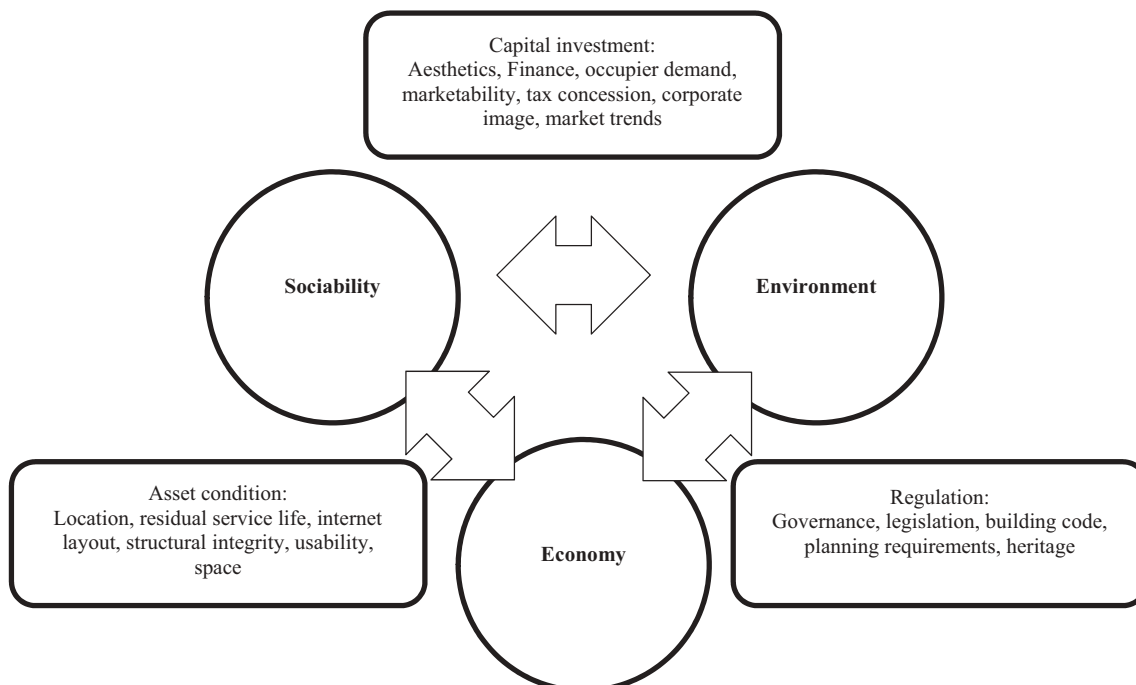 Capital investment:
Aesthetics, Finance, occupier demand,
marketability, tax concession, corporate
image, market trends
Sociability
Environment
Asset condition:
Location, residual service life, internet
layout, structural integrity, usability,
space
Economy
Regulation:
Governance, legislation, building code,
planning requirements, heritage